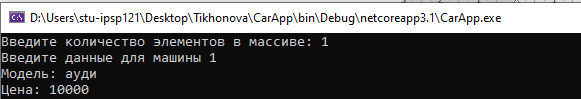 D:\Users\stu-ipsp121\Desktop\Tikhonova\CarApp\bin\Debug\netcoreapp3.1\CarApp.exe
Введите количество элементов в массиве: 1
Введите данные для машины 1
Модель: ауди
Цена: 10000